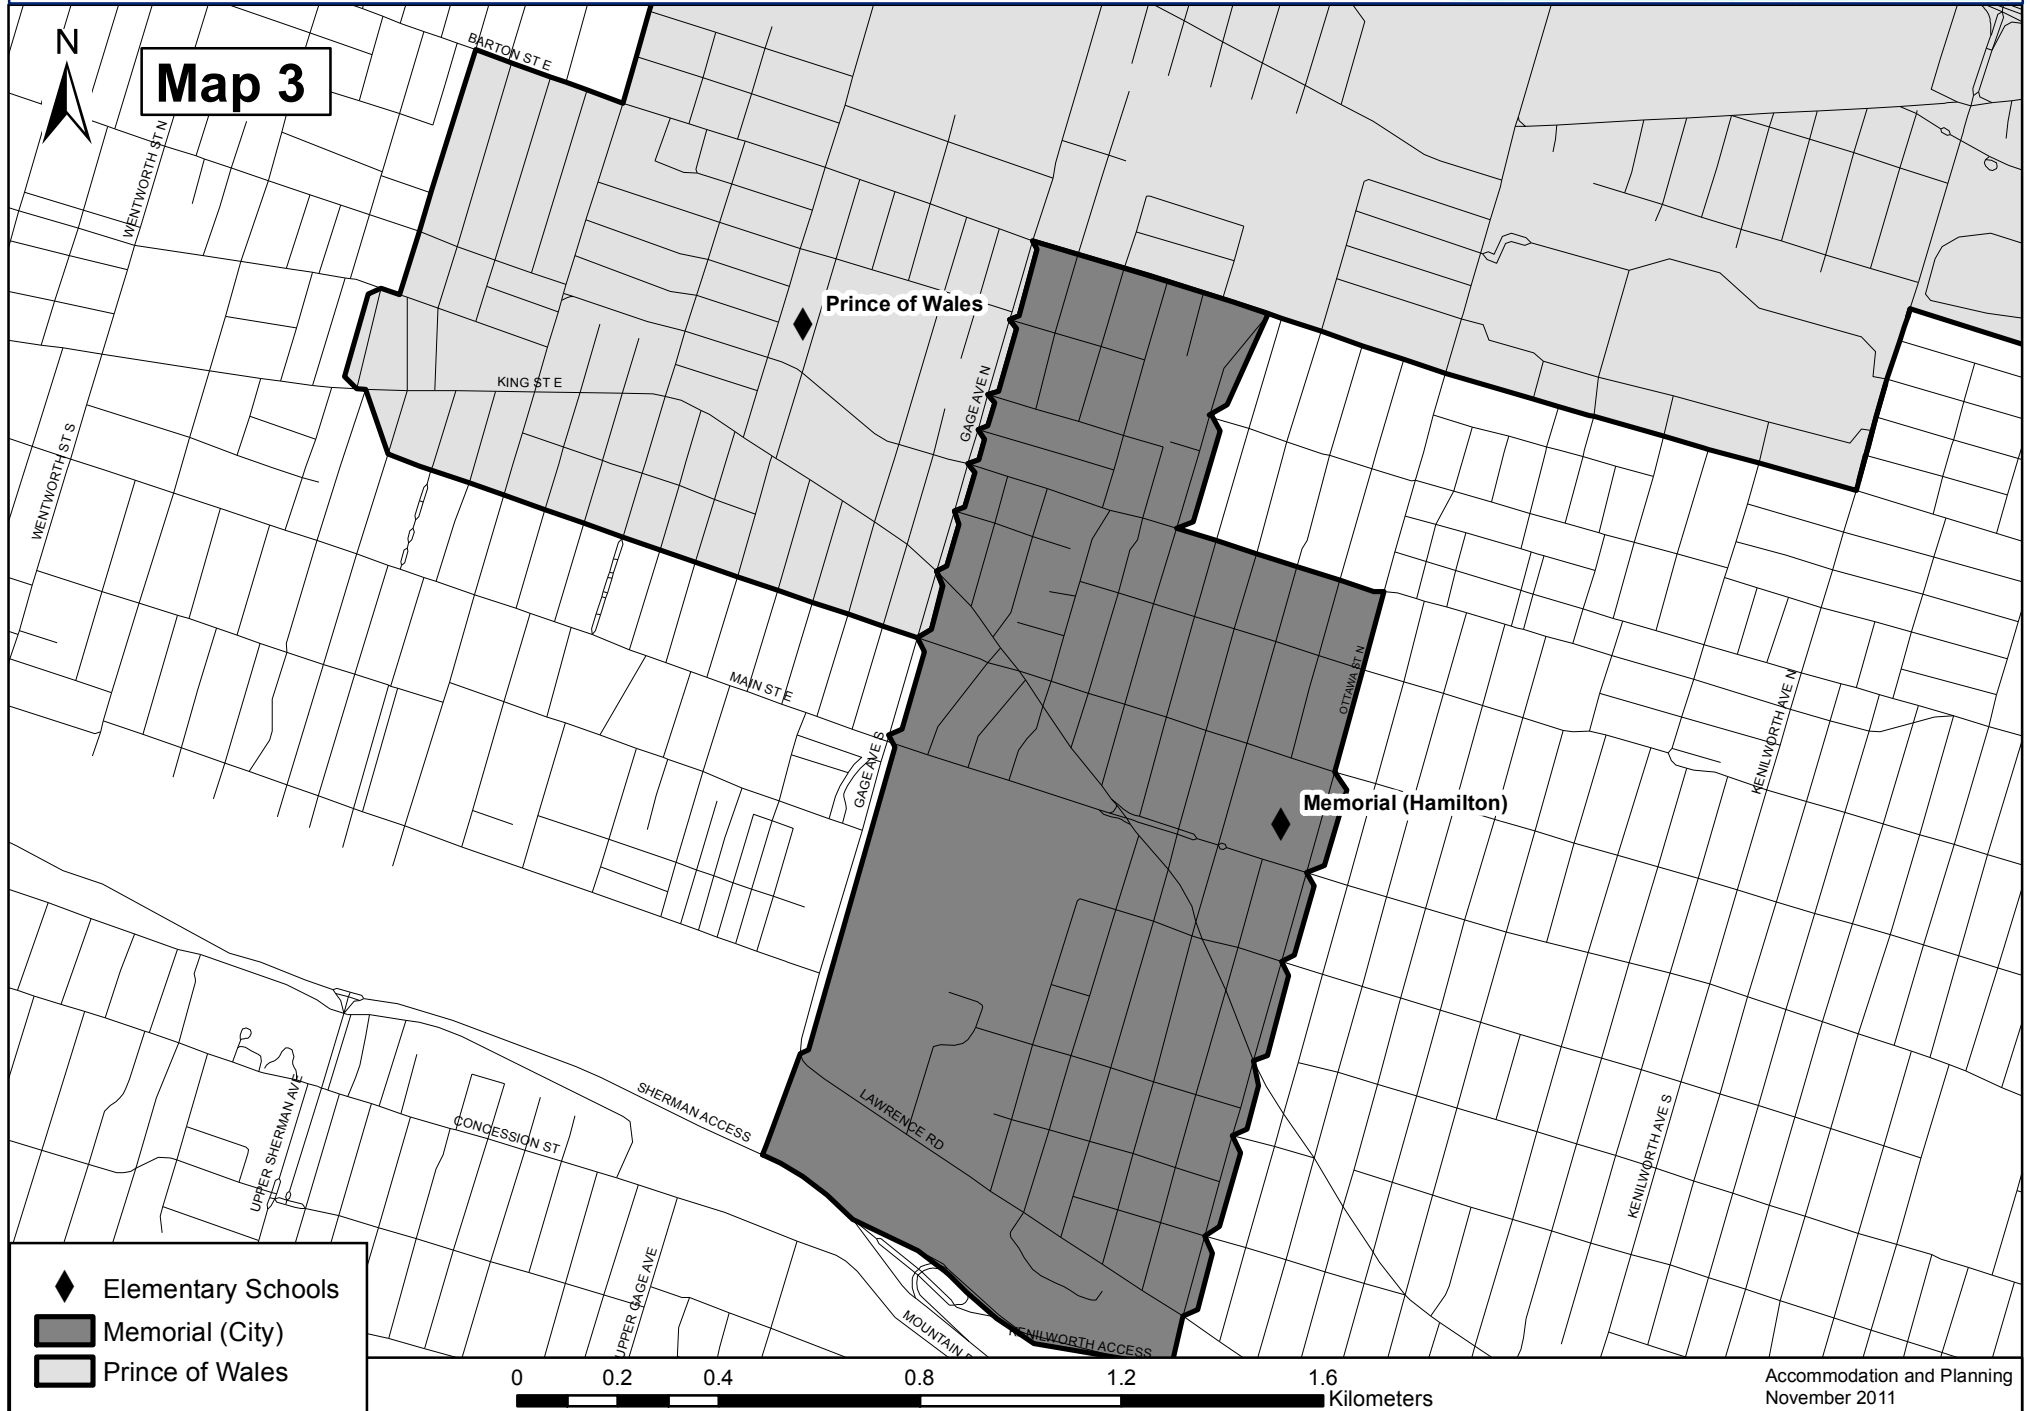 N
Map 3
BARTON ST E
WENTWORTH ST N
Prince of Wales
KING ST E
GAGE AVE N
WENTWORTH ST S
MAIN ST E
OTTAWA ST N
KENILWORTH AVE N
GAGE AVE S
Memorial (Hamilton)
SHERMAN ACCESS
LAWRENCE RD
CONCESSION ST
UPPER SHERMAN AVE
KENILWORTH AVE S
UPPER GAGE AVE
MOUNTAIN
KENILWORTH ACCESS
Elementary Schools
Memorial (City)
Prince of Wales
0 0.2 0.4 0.8 1.2 1.6
Kilometers
Accommodation and Planning
November 2011